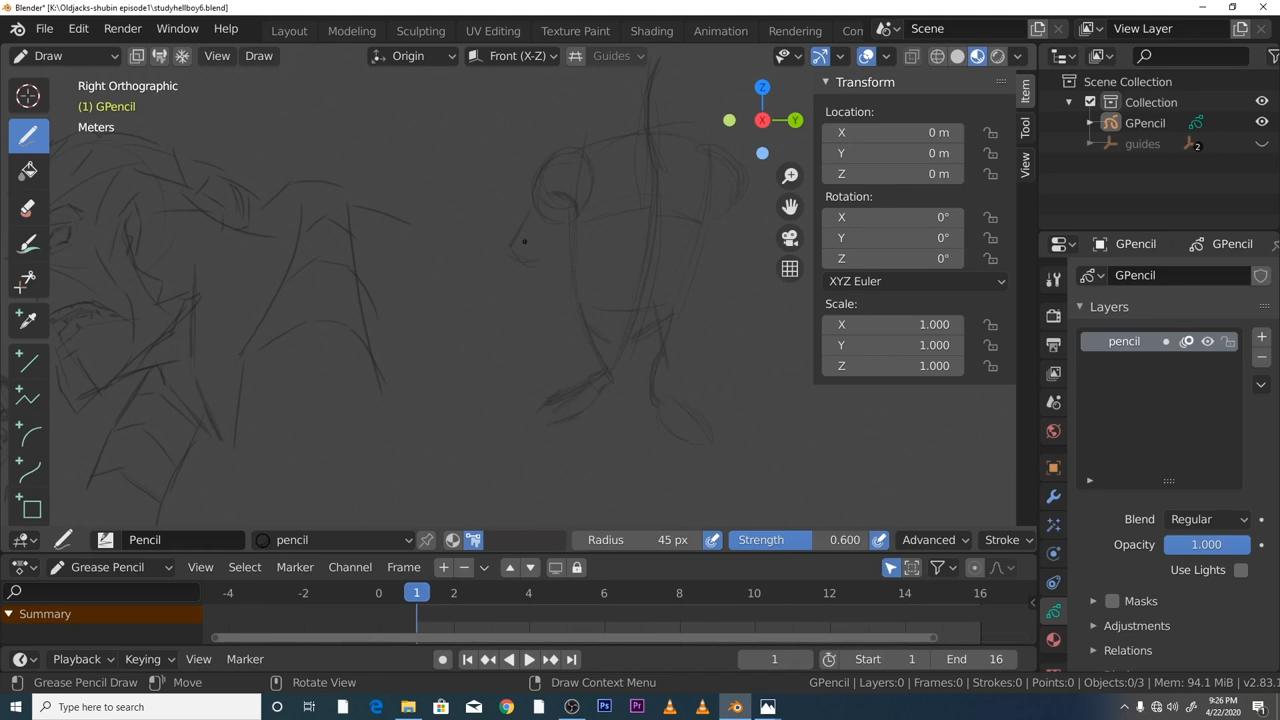 Blender* [K:\Oldjacks-shubin episode1\studyhellboy6.blend]
File Edit Render Window Help Layout Modeling Sculpting UV Editing Texture Paint Shading Animation Rendering Con Scene View Layer
Draw View Draw Origin Front (X-Z) Guides
Right Orthographic
(1) GPencil
Meters
Z
X
Y
Transform
Location:
X 0 m
Y 0 m
Z 0 m
Rotation:
X 0°
Y 0°
Z 0°
XYZ Euler
Scale:
X 1.000
Y 1.000
Z 1.000
Item
Tool
View
Scene Collection
Collection
GPencil
guides 2
GPencil GPencil
GPencil
Layers
pencil
Blend Regular
Opacity 1.000
Use Lights
Masks
Adjustments
Relations
Pencil pencil Radius 45 px Strength 0.600 Advanced Stroke
Grease Pencil View Select Marker Channel Frame
-4 -2 0 1 2 4 6 8 10 12 14 16
Summary
Playback Keying View Marker 1 Start 1 End 16
Grease Pencil Draw Move Rotate View Draw Context Menu GPencil | Layers:0 | Frames:0 | Strokes:0 | Points:0 | Objects:0/3 | Mem: 94.1 MiB | v2.83.1
Type here to search Ps Pr 9:26 PM
4/22/2020